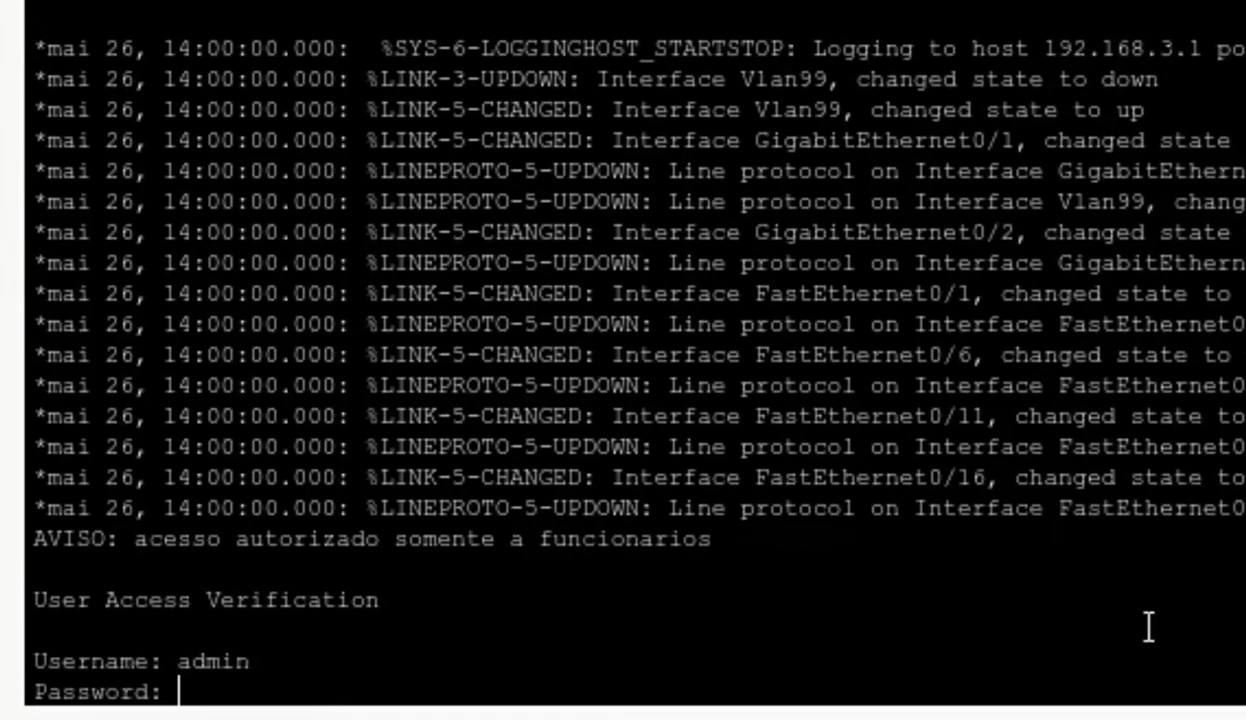 *mai 26, 14:00:00.000:  %SYS-6-LOGGINGHOST_STARTSTOP: Logging to host 192.168.3.1 po
*mai 26, 14:00:00.000: %LINK-3-UPDOWN: Interface Vlan99, changed state to down
*mai 26, 14:00:00.000: %LINK-5-CHANGED: Interface Vlan99, changed state to up
*mai 26, 14:00:00.000: %LINK-5-CHANGED: Interface GigabitEthernet0/1, changed state
*mai 26, 14:00:00.000: %LINEPROTO-5-UPDOWN: Line protocol on Interface GigabitEthern
*mai 26, 14:00:00.000: %LINEPROTO-5-UPDOWN: Line protocol on Interface Vlan99, chang
*mai 26, 14:00:00.000: %LINK-5-CHANGED: Interface GigabitEthernet0/2, changed state
*mai 26, 14:00:00.000: %LINEPROTO-5-UPDOWN: Line protocol on Interface GigabitEthern
*mai 26, 14:00:00.000: %LINK-5-CHANGED: Interface FastEthernet0/1, changed state to
*mai 26, 14:00:00.000: %LINEPROTO-5-UPDOWN: Line protocol on Interface FastEthernet0
*mai 26, 14:00:00.000: %LINK-5-CHANGED: Interface FastEthernet0/6, changed state to
*mai 26, 14:00:00.000: %LINEPROTO-5-UPDOWN: Line protocol on Interface FastEthernet0
*mai 26, 14:00:00.000: %LINK-5-CHANGED: Interface FastEthernet0/11, changed state to
*mai 26, 14:00:00.000: %LINEPROTO-5-UPDOWN: Line protocol on Interface FastEthernet0
*mai 26, 14:00:00.000: %LINK-5-CHANGED: Interface FastEthernet0/16, changed state to
*mai 26, 14:00:00.000: %LINEPROTO-5-UPDOWN: Line protocol on Interface FastEthernet0
AVISO: acesso autorizado somente a funcionarios
User Access Verification
Username: admin
Password: